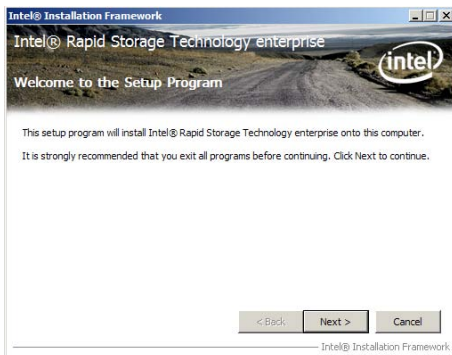 Intel® Installation Framework
Intel® Rapid Storage Technology enterprise
intel
Welcome to the Setup Program
This setup program will install Intel® Rapid Storage Technology enterprise onto this computer.
It is strongly recommended that you exit all programs before continuing. Click Next to continue.
< Back Next > Cancel
Intel® Installation Framework